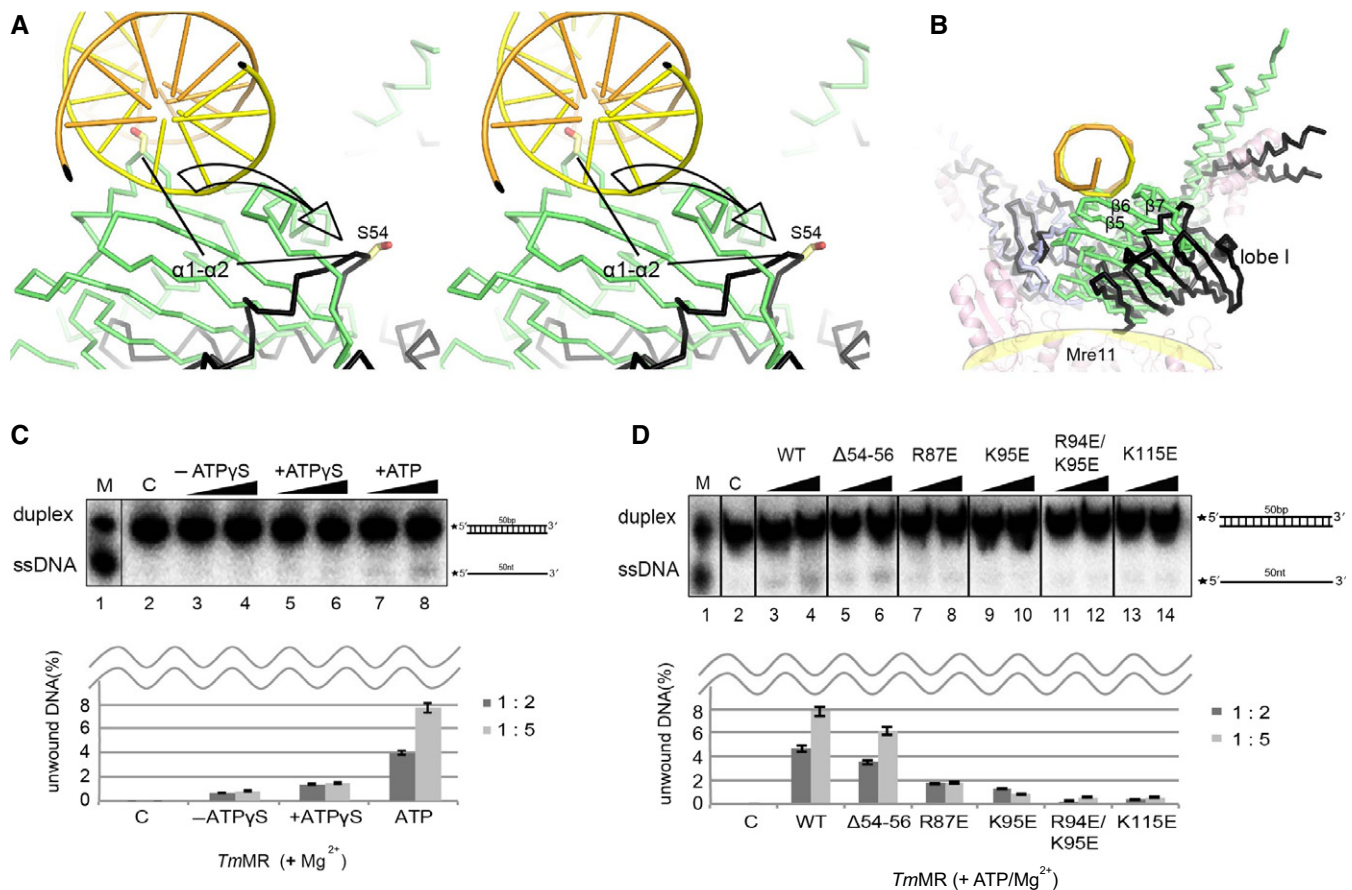 A
S54
α1-α2
S54
α1-α2
B
β6
β7
β5
lobe I
Mre11
C
– ATPγS
+ATPγS
+ATP
M
C
duplex
ssDNA
★5′ 50bp 3′
★5′ 50nt 3′
1 2 3 4 5 6 7 8
unwound DNA(%)
8
6
4
2
0
1 : 2
1 : 5
C –ATPγS +ATPγS ATP
TmMR (+ Mg²⁺)
D
WT Δ54-56 R87E K95E R94E/ K115E
K95E
M C
duplex
ssDNA
★5′ 50bp 3′
★5′ 50nt 3′
1 2 3 4 5 6 7 8 9 10 11 12 13 14
unwound DNA(%)
8
6
4
2
0
1 : 2
1 : 5
C WT Δ54-56 R87E K95E R94E/ K115E
K95E
TmMR (+ ATP/Mg²⁺)